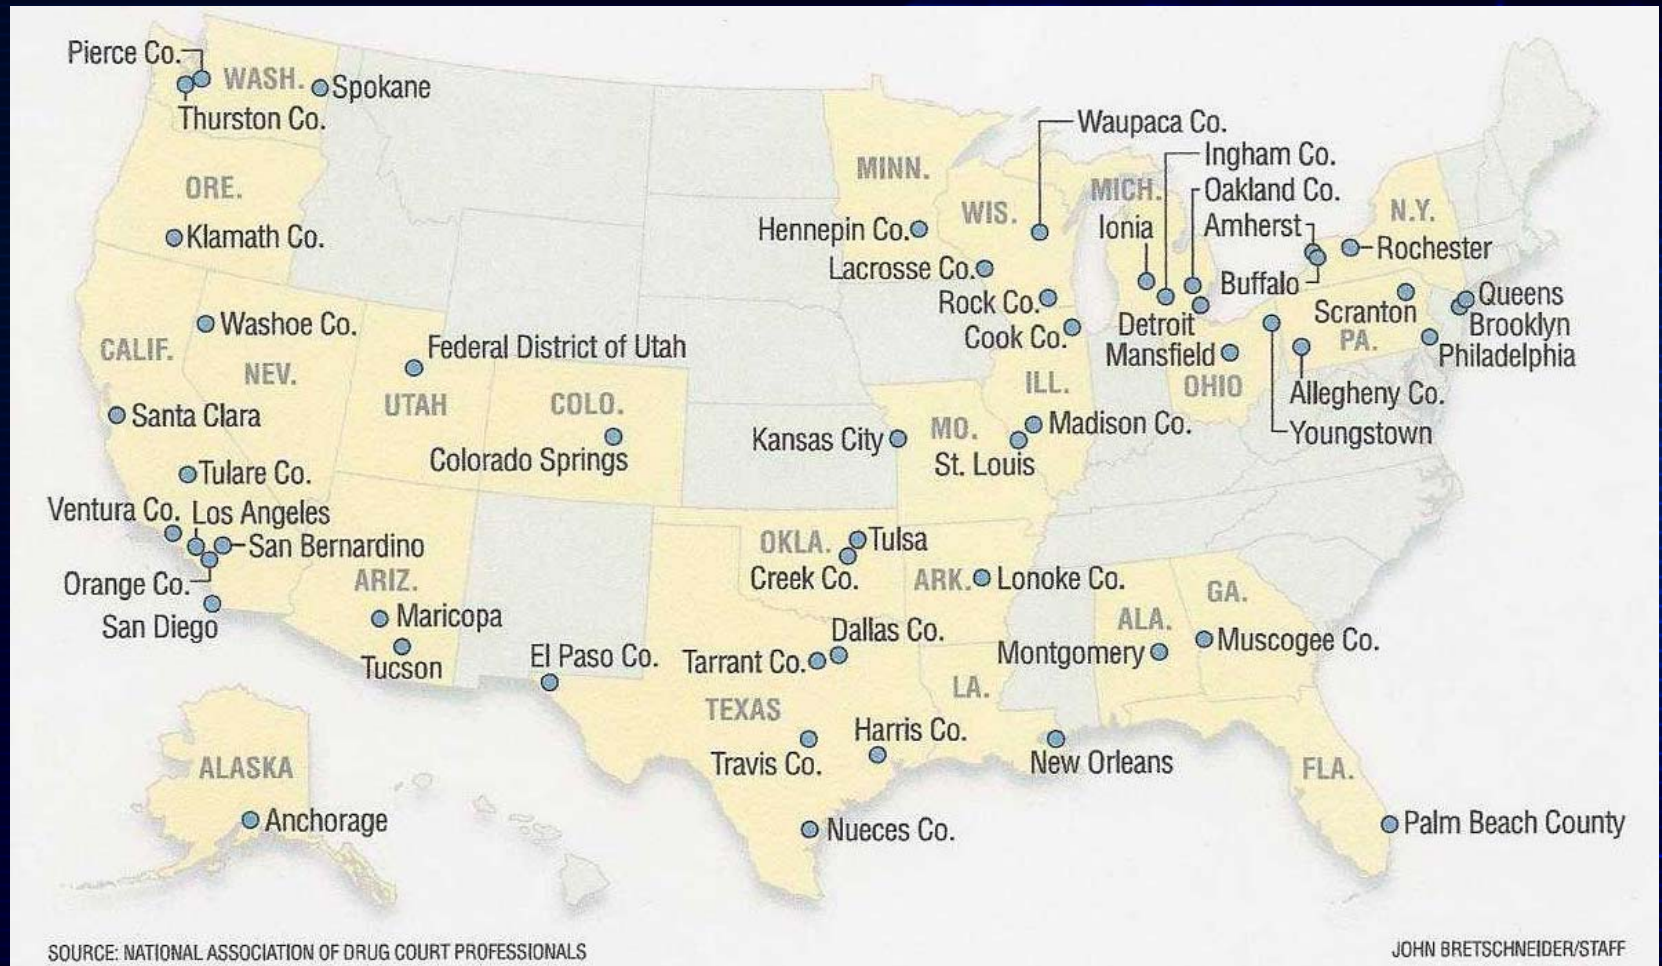 Pierce Co.
WASH.
Spokane
Thurston Co.
ORE.
Klamath Co.
Washoe Co.
CALIF.
NEV.
Santa Clara
Tulare Co.
Ventura Co.
Los Angeles
San Bernardino
Orange Co.
San Diego
Federal District of Utah
UTAH
COLO.
Colorado Springs
ARIZ.
Maricopa
Tucson
MINN.
Hennepin Co.
WIS.
Waupaca Co.
Lacrosse Co.
Rock Co.
Cook Co.
ILL.
Madison Co.
Kansas City
MO.
St. Louis
MICH.
Ingham Co.
Oakland Co.
Ionia
Detroit
Mansfield
OHIO
Youngstown
Amherst
Buffalo
N.Y.
Rochester
Scranton
PA.
Allegheny Co.
Queens
Brooklyn
Philadelphia
OKLA.
Tulsa
Creek Co.
ARK.
Lonoke Co.
El Paso Co.
Tarrant Co.
Dallas Co.
TEXAS
Travis Co.
Harris Co.
Nueces Co.
LA.
New Orleans
ALA.
Montgomery
GA.
Muscogee Co.
FLA.
Palm Beach County
ALASKA
Anchorage
SOURCE: NATIONAL ASSOCIATION OF DRUG COURT PROFESSIONALS
JOHN BRETSCHNEIDER/STAFF